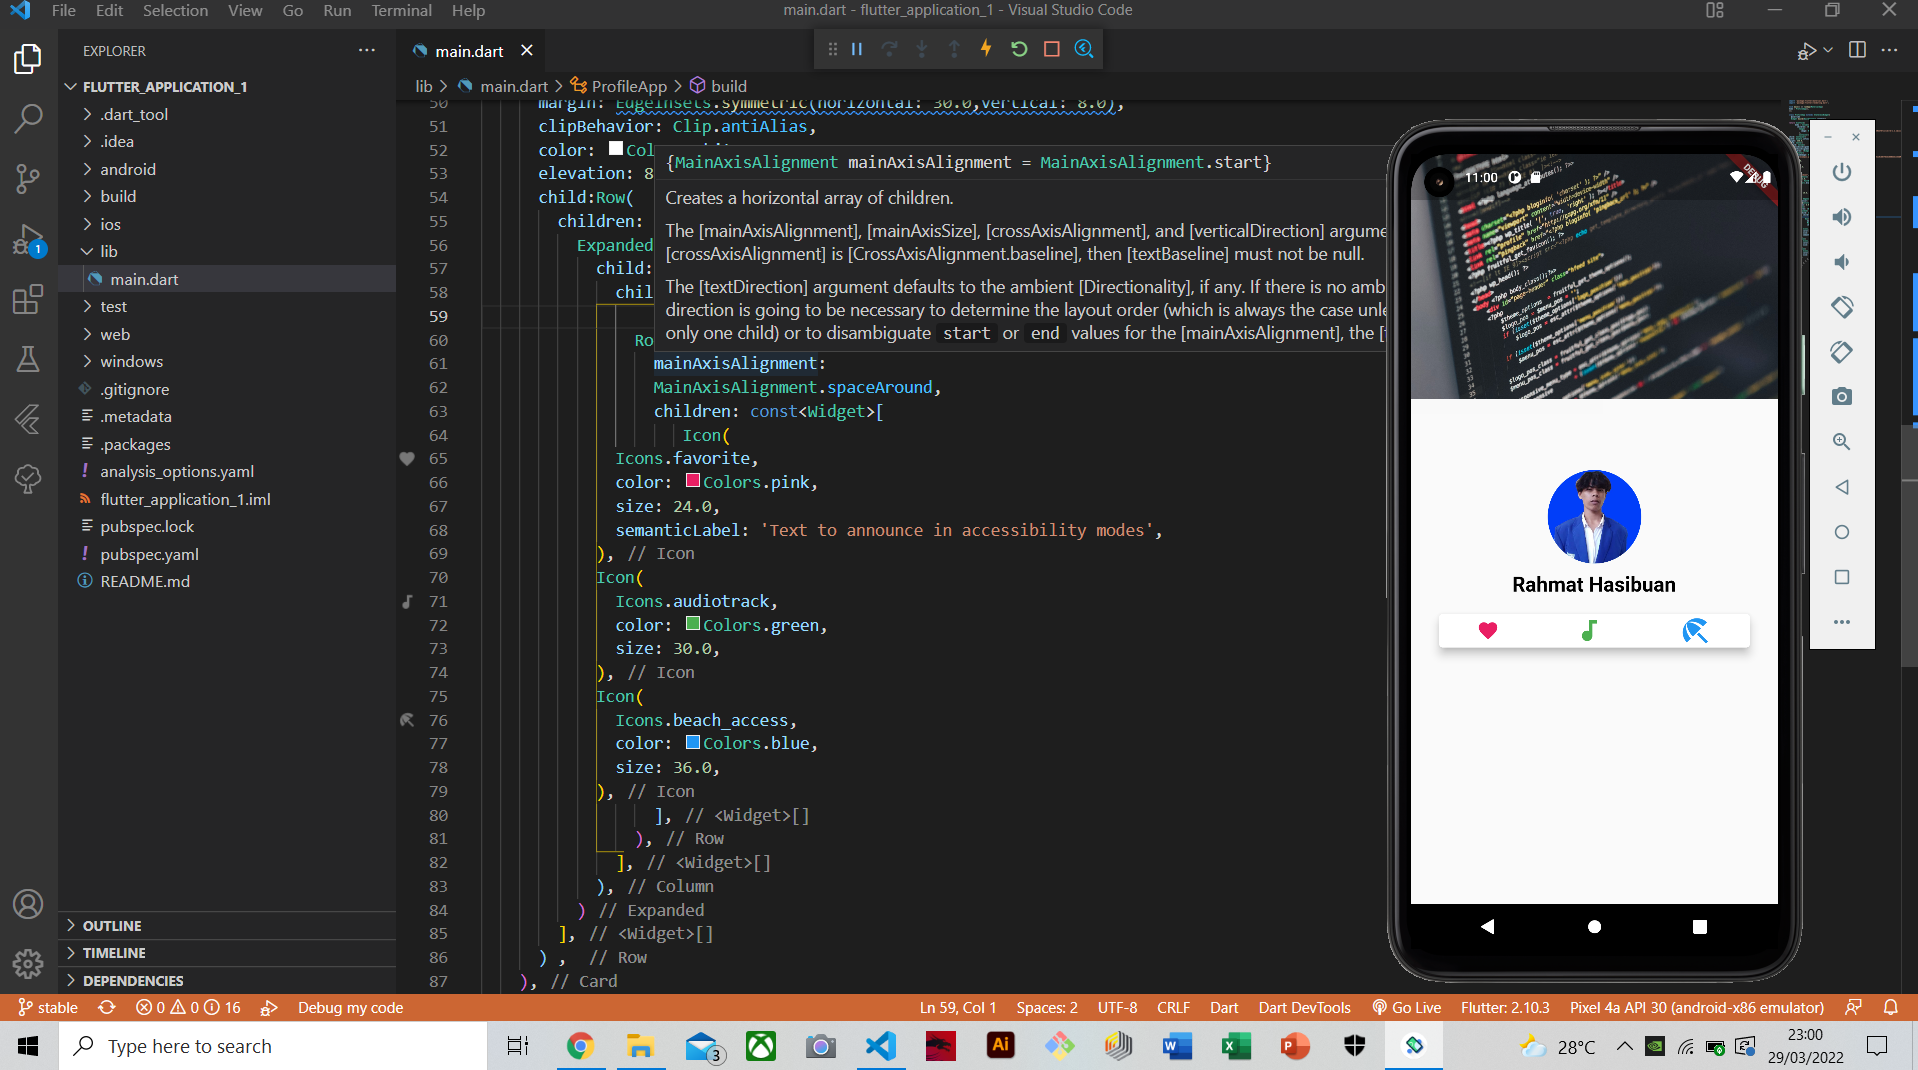 File Edit Selection View Go Run Terminal Help
main.dart - flutter_application_1 - Visual Studio Code
EXPLORER
FLUTTER_APPLICATION_1
.dart_tool
.idea
android
build
ios
lib
main.dart
test
web
windows
.gitignore
.metadata
.packages
analysis_options.yaml
flutter_application_1.iml
pubspec.lock
pubspec.yaml
README.md
OUTLINE
TIMELINE
DEPENDENCIES
1
main.dart
lib main.dart ProfileApp build
50 margin: EdgeInsets.symmetric(horizontal: 30.0,vertical: 8.0),
51 clipBehavior: Clip.antiAlias,
52 color:
53 elevation: 8
54 child:Row(
55 children:
56 Expanded
57 child:
58 chil
59
60 Ro
61 mainAxisAlignment:
62 MainAxisAlignment.spaceAround,
63 children: const<Widget>[
64 Icon(
65 Icons.favorite,
66 color: Colors.pink,
67 size: 24.0,
68 semanticLabel: 'Text to announce in accessibility modes',
69 ), // Icon
70 Icon(
71 Icons.audiotrack,
72 color: Colors.green,
73 size: 30.0,
74 ), // Icon
75 Icon(
76 Icons.beach_access,
77 color: Colors.blue,
78 size: 36.0,
79 ), // Icon
80 ], // <Widget>[]
81 ), // Row
82 ], // <Widget>[]
83 ), // Column
84 ) // Expanded
85 ], // <Widget>[]
86 ) , // Row
87 ), // Card
{MainAxisAlignment mainAxisAlignment = MainAxisAlignment.start}
Creates a horizontal array of children.
The [mainAxisAlignment], [mainAxisSize], [crossAxisAlignment], and [verticalDirection] argume
[crossAxisAlignment] is [CrossAxisAlignment.baseline], then [textBaseline] must not be null.
The [textDirection] argument defaults to the ambient [Directionality], if any. If there is no amb
direction is going to be necessary to determine the layout order (which is always the case unle
only one child) or to disambiguate start or end values for the [mainAxisAlignment], the [
11:00
DEBUG
Rahmat Hasibuan
stable 0 0 16 Debug my code
Ln 59, Col 1 Spaces: 2 UTF-8 CRLF Dart Dart DevTools Go Live Flutter: 2.10.3 Pixel 4a API 30 (android-x86 emulator)
Type here to search
3
Ai
28°C
23:00
29/03/2022